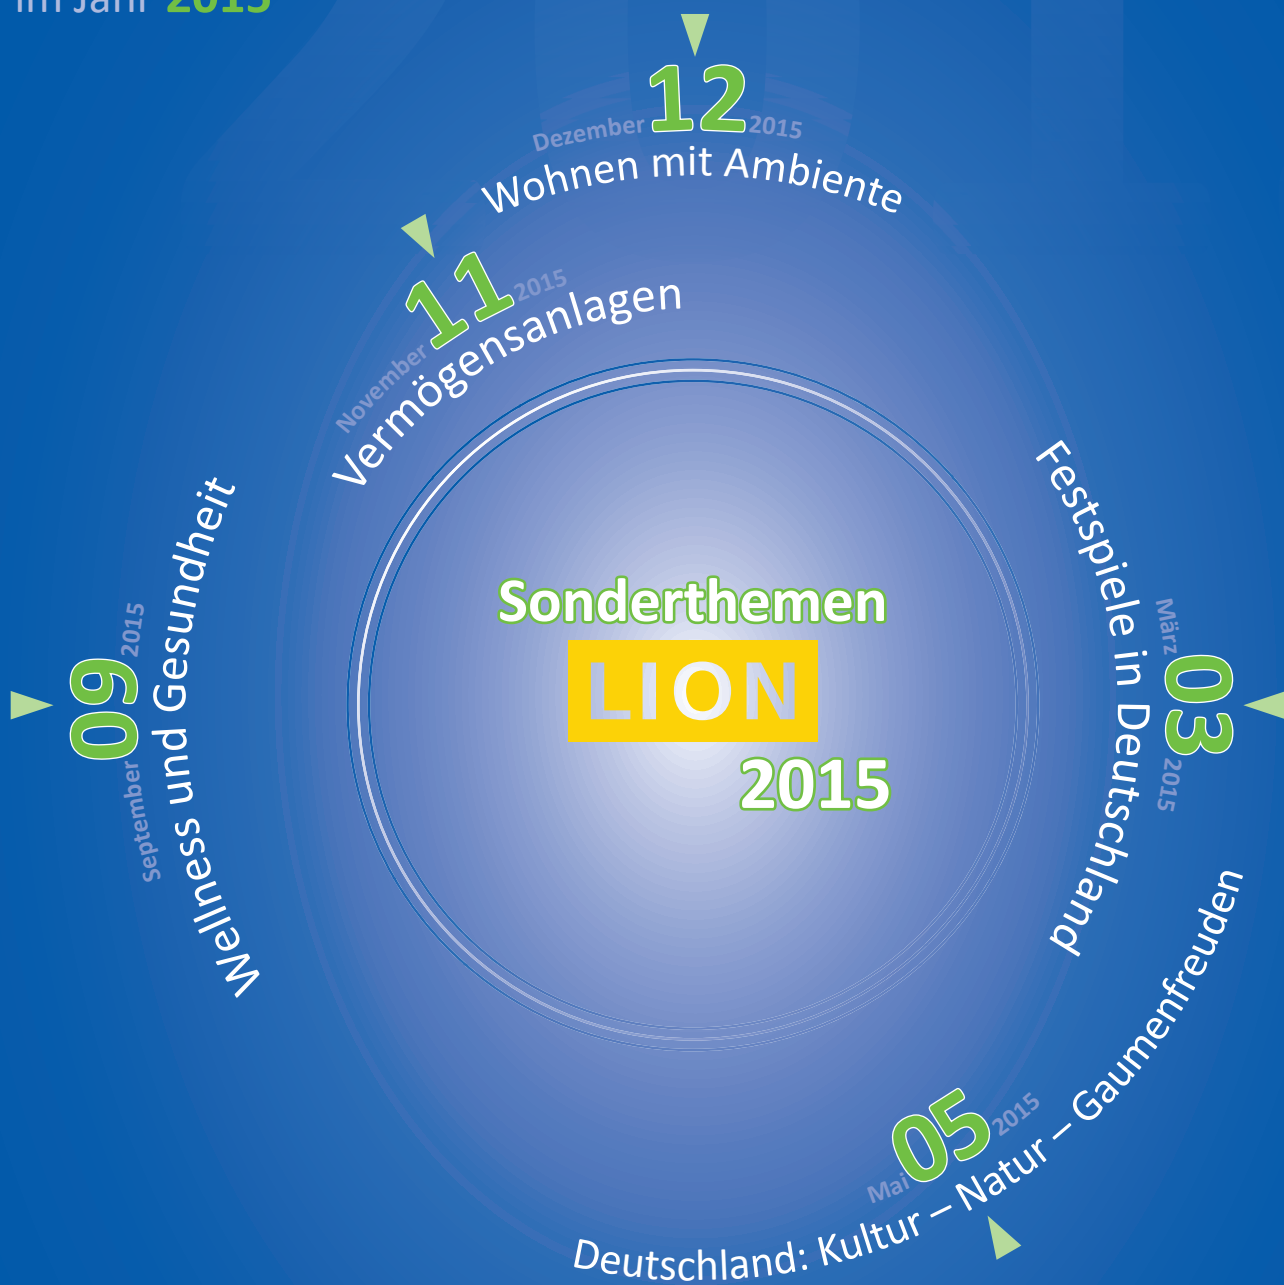 im Jahr 2015
Dezember 12 2015
Wohnen mit Ambiente
November 11 2015
Vermögensanlagen
Festspiele in Deutschland
März 03 2015
Wellness und Gesundheit
September 09 2015
Sonderthemen
LION
2015
Mai 05 2015
Deutschland: Kultur – Natur – Gaumenfreuden